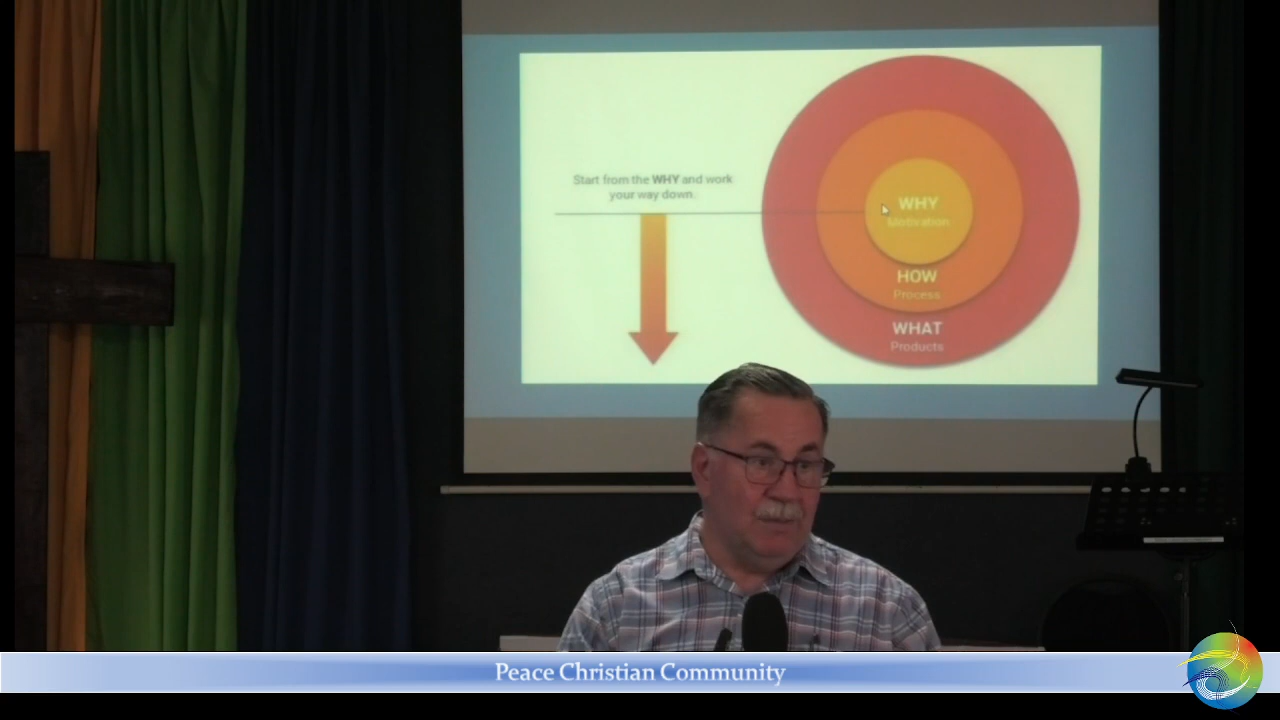 Start from the WHY and work
your way down.
WHY
Motivation
HOW
Process
WHAT
Products
Peace Christian Community